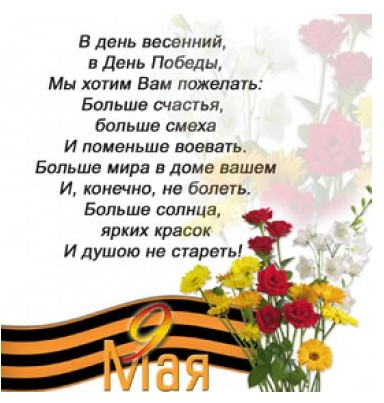 В день весенний,
в День Победы,
Мы хотим Вам пожелать:
Больше счастья,
больше смеха
И поменьше воевать.
Больше мира в доме вашем
И, конечно, не болеть.
Больше солнца,
ярких красок
И душою не стареть!
9
Мая